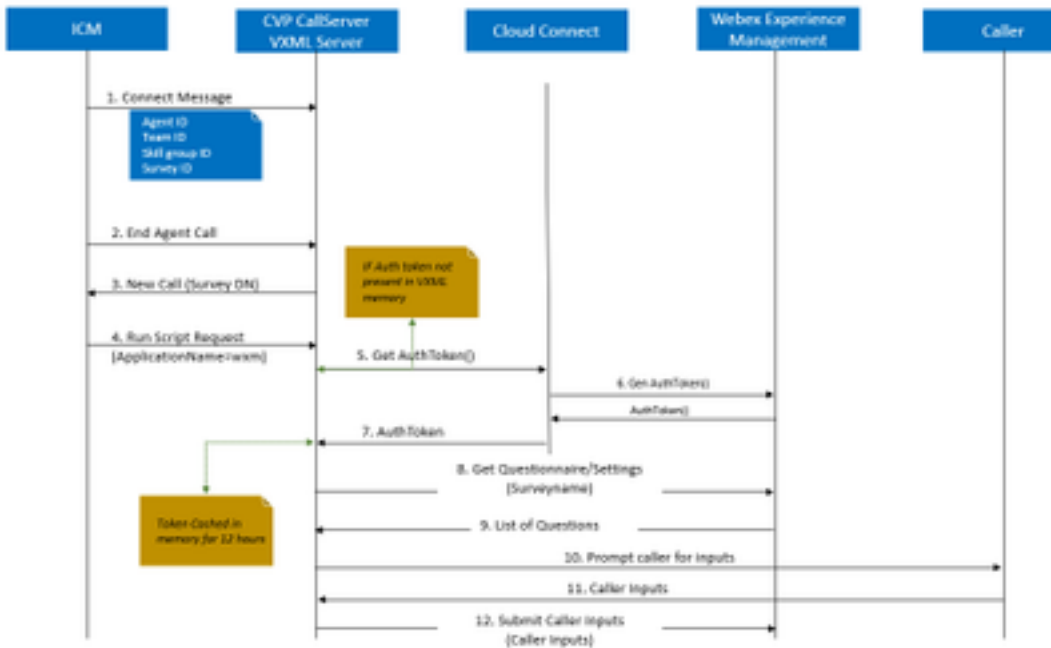 ICM
CVP CallServer
VXML Server
Cloud Connect
Webex Experience
Management
Caller
1. Connect Message
Agent ID
Team ID
Skill group ID
Survey ID
2. End Agent Call
IF Auth token not
present in VXML
memory
3. New Call (Survey DN)
4. Run Script Request
(ApplicationName=wxm)
5. Get AuthToken()
6. Gen AuthToken()
AuthToken()
7. AuthToken
8. Get Questionnaire/Settings
(Surveyname)
Token Cached in
memory for 12 hours
9. List of Questions
10. Prompt caller for inputs
11. Caller Inputs
12. Submit Caller Inputs
(Caller Inputs)